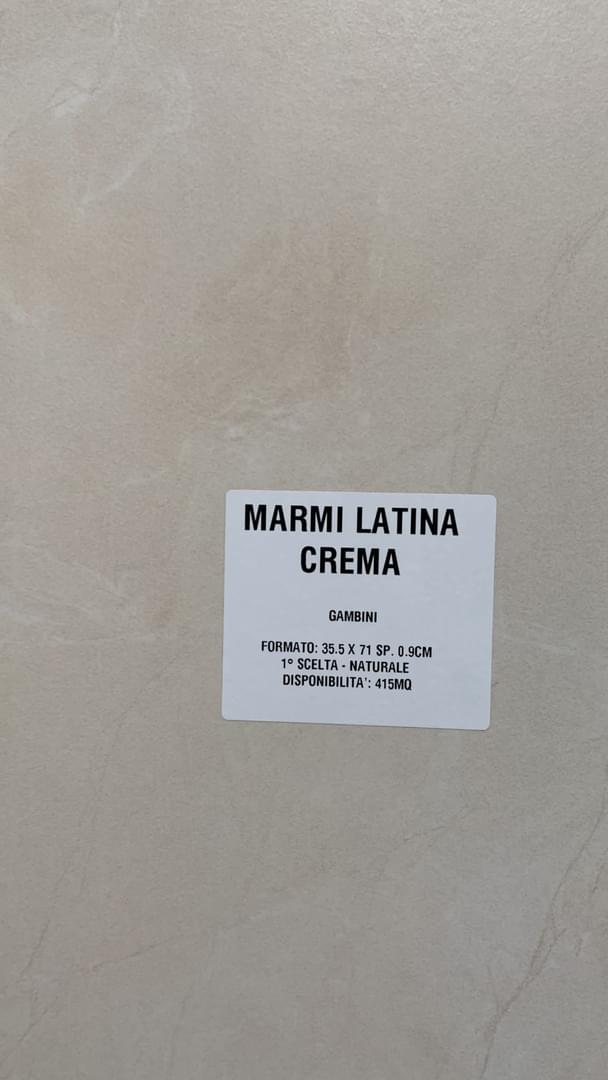 MARMI LATINA
CREMA
GAMBINI
FORMATO: 35.5 X 71 SP. 0.9CM
1° SCELTA - NATURALE
DISPONIBILITA': 415MQ